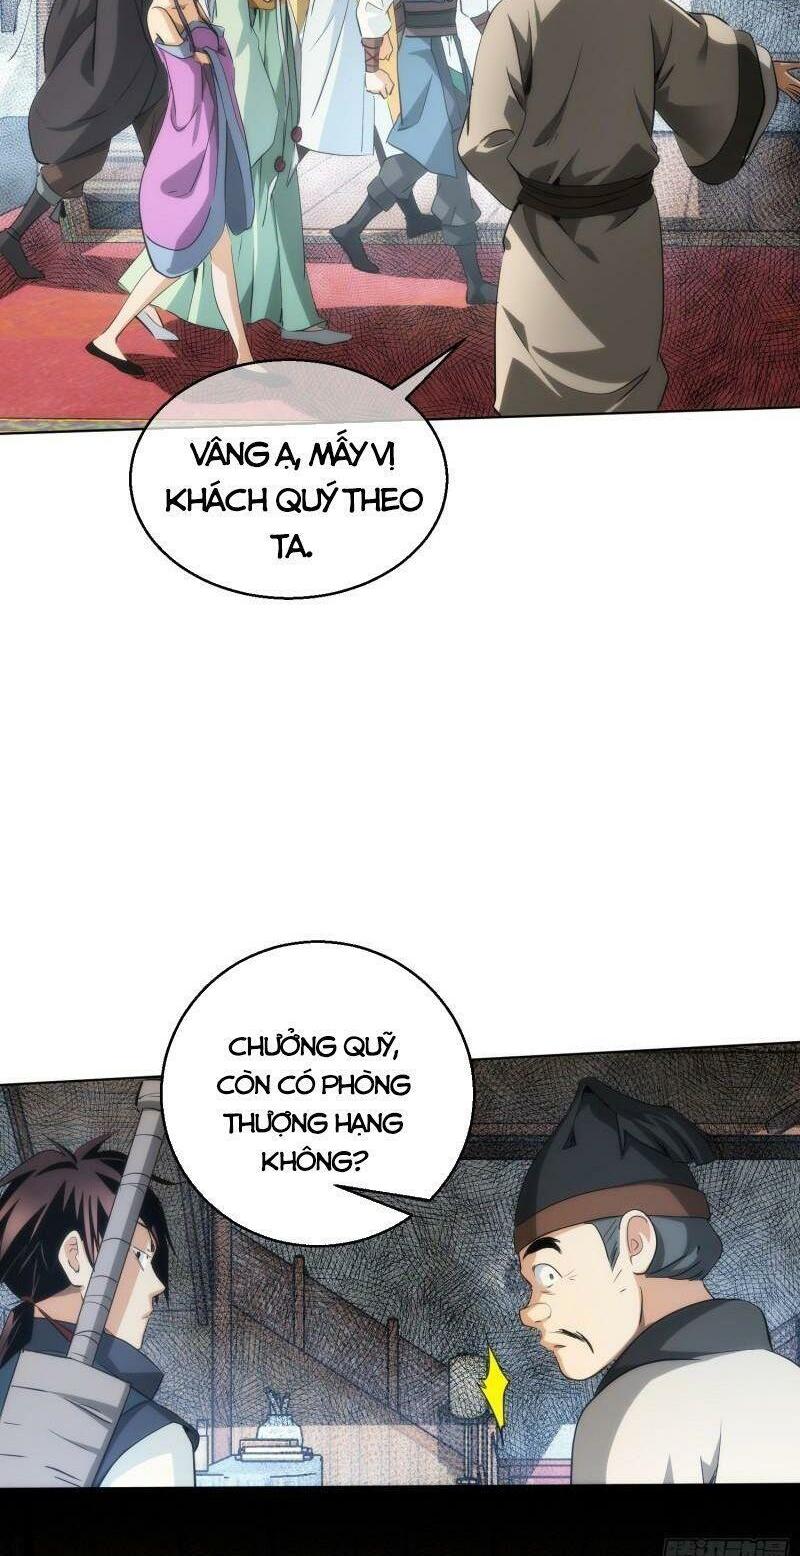 VÂNG Ạ, MẤY VỊ
KHÁCH QUÝ THEO
TA.
CHƯỞNG QUỸ,
CÒN CÓ PHÒNG
THƯỢNG HẠNG
KHÔNG?